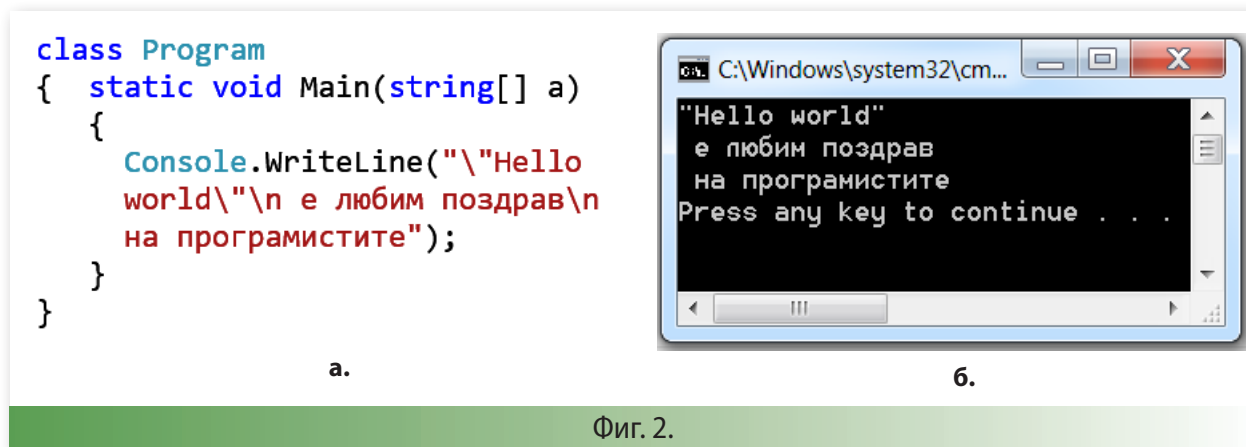 class Program
{ static void Main(string[] a)
{
Console.WriteLine("\"Hello
world\"\n е любим поздрав\n
на програмистите");
}
}
а.
C:\Windows\system32\cm...
"Hello world"
е любим поздрав
на програмистите
Press any key to continue . . .
б.
Фиг. 2.